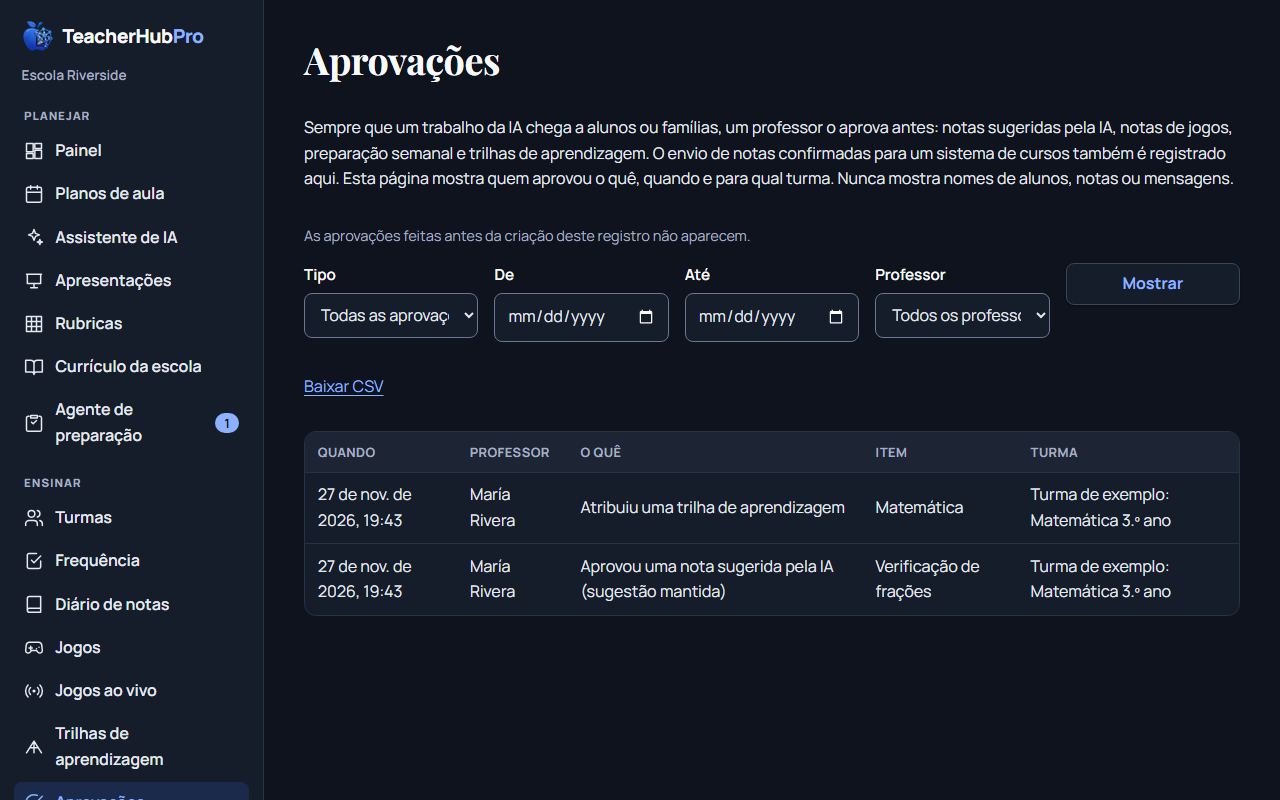 TeacherHubPro
Escola Riverside
PLANEJAR
Painel
Planos de aula
Assistente de IA
Apresentações
Rubricas
Currículo da escola
Agente de
preparação
1
ENSINAR
Turmas
Frequência
Diário de notas
Jogos
Jogos ao vivo
Trilhas de
aprendizagem
Aprovações
Aprovações
Sempre que um trabalho da IA chega a alunos ou famílias, um professor o aprova antes: notas sugeridas pela IA, notas de jogos,
preparação semanal e trilhas de aprendizagem. O envio de notas confirmadas para um sistema de cursos também é registrado
aqui. Esta página mostra quem aprovou o quê, quando e para qual turma. Nunca mostra nomes de alunos, notas ou mensagens.
As aprovações feitas antes da criação deste registro não aparecem.
Tipo De Até Professor
Todas as aprovaç mm/dd/yyyy mm/dd/yyyy Todos os professo Mostrar
Baixar CSV
QUANDO PROFESSOR O QUÊ ITEM TURMA
27 de nov. de María Atribuiu uma trilha de aprendizagem Matemática Turma de exemplo:
2026, 19:43 Rivera Matemática 3.º ano
27 de nov. de María Aprovou uma nota sugerida pela IA Verificação de Turma de exemplo:
2026, 19:43 Rivera (sugestão mantida) frações Matemática 3.º ano